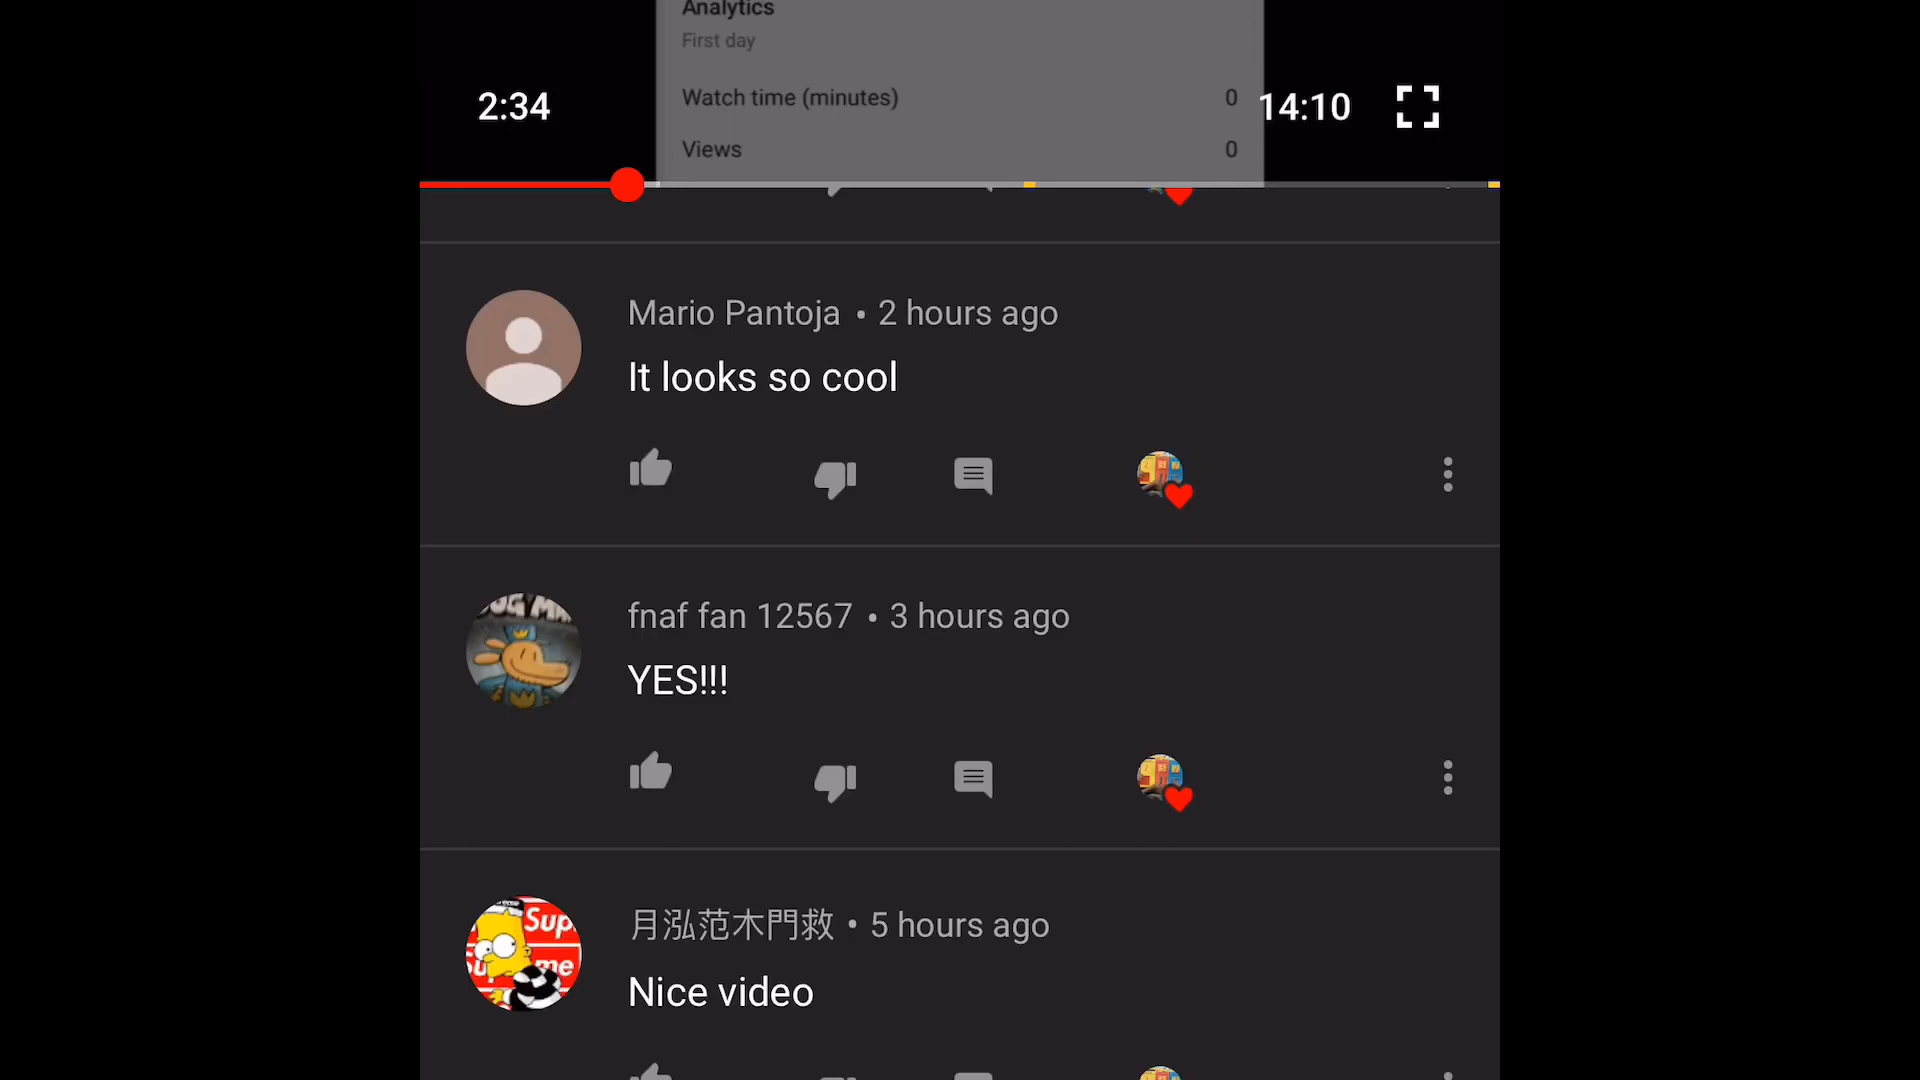 Analytics
First day
Watch time (minutes) 0
2:34
14:10
Views 0
Mario Pantoja • 2 hours ago
It looks so cool
fnaf fan 12567 • 3 hours ago
YES!!!
月泓范木門救 • 5 hours ago
Nice video